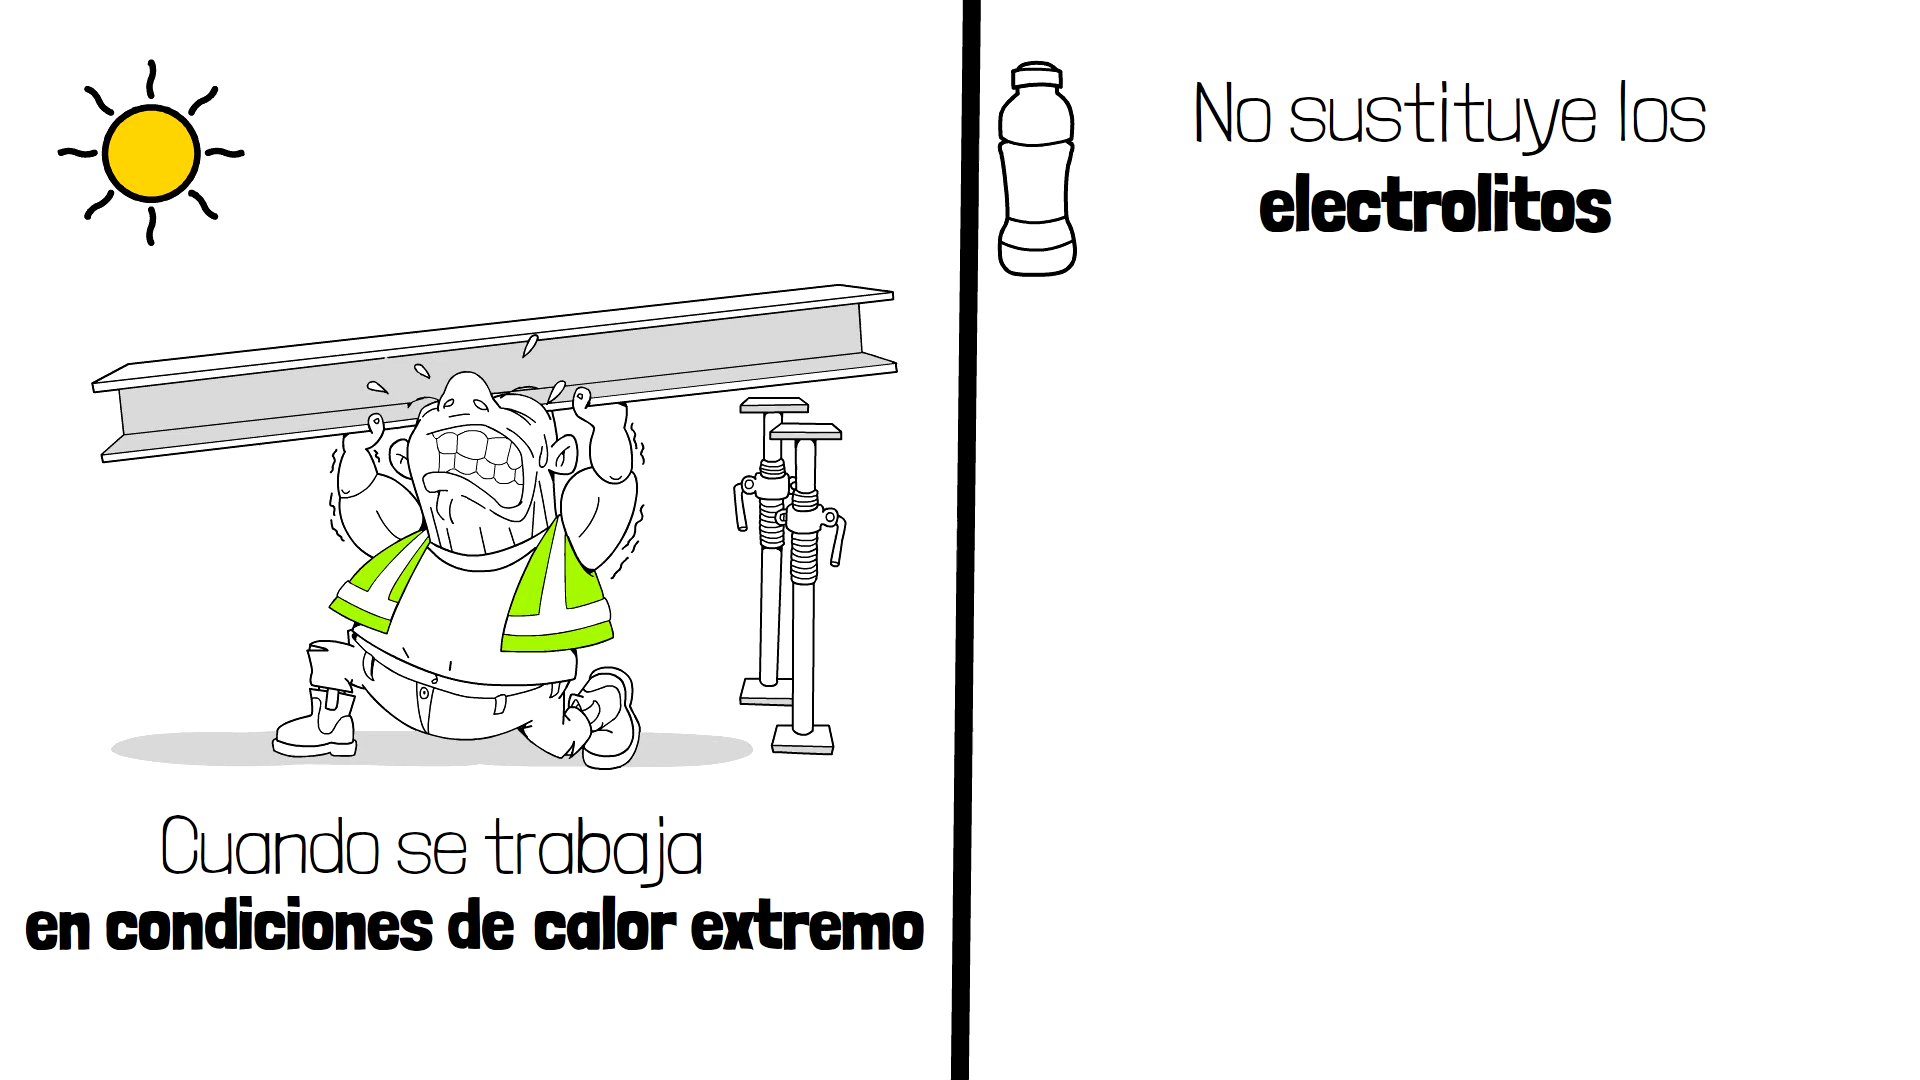 Cuando se trabaja
en condiciones de calor extremo
No sustituye los
electrolitos